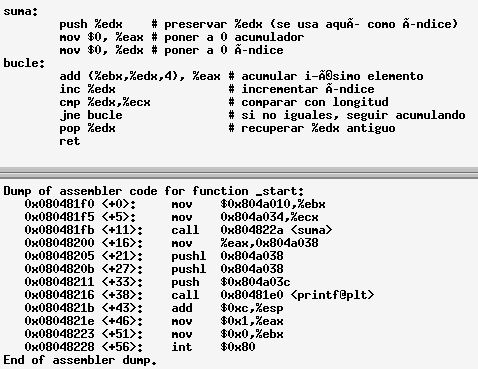 suma:
push %edx # preservar %edx (se usa aquÃ- como Ã-ndice)
mov $0, %eax # poner a 0 acumulador
mov $0, %edx # poner a 0 Ã-ndice
bucle:
add (%ebx,%edx,4), %eax # acumular i-Ã©simo elemento
inc %edx # incrementar Ã-ndice
cmp %edx,%ecx # comparar con longitud
jne bucle # si no iguales, seguir acumulando
pop %edx # recuperar %edx antiguo
ret
Dump of assembler code for function _start:
0x080481f0 <+0>: mov $0x804a010,%ebx
0x080481f5 <+5>: mov 0x804a034,%ecx
0x080481fb <+11>: call 0x804822a <suma>
0x08048200 <+16>: mov %eax,0x804a038
0x08048205 <+21>: pushl 0x804a038
0x0804820b <+27>: pushl 0x804a038
0x08048211 <+33>: push $0x804a03c
0x08048216 <+38>: call 0x80481e0 <printf@plt>
0x0804821b <+43>: add $0xc,%esp
0x0804821e <+46>: mov $0x1,%eax
0x08048223 <+51>: mov $0x0,%ebx
0x08048228 <+56>: int $0x80
End of assembler dump.